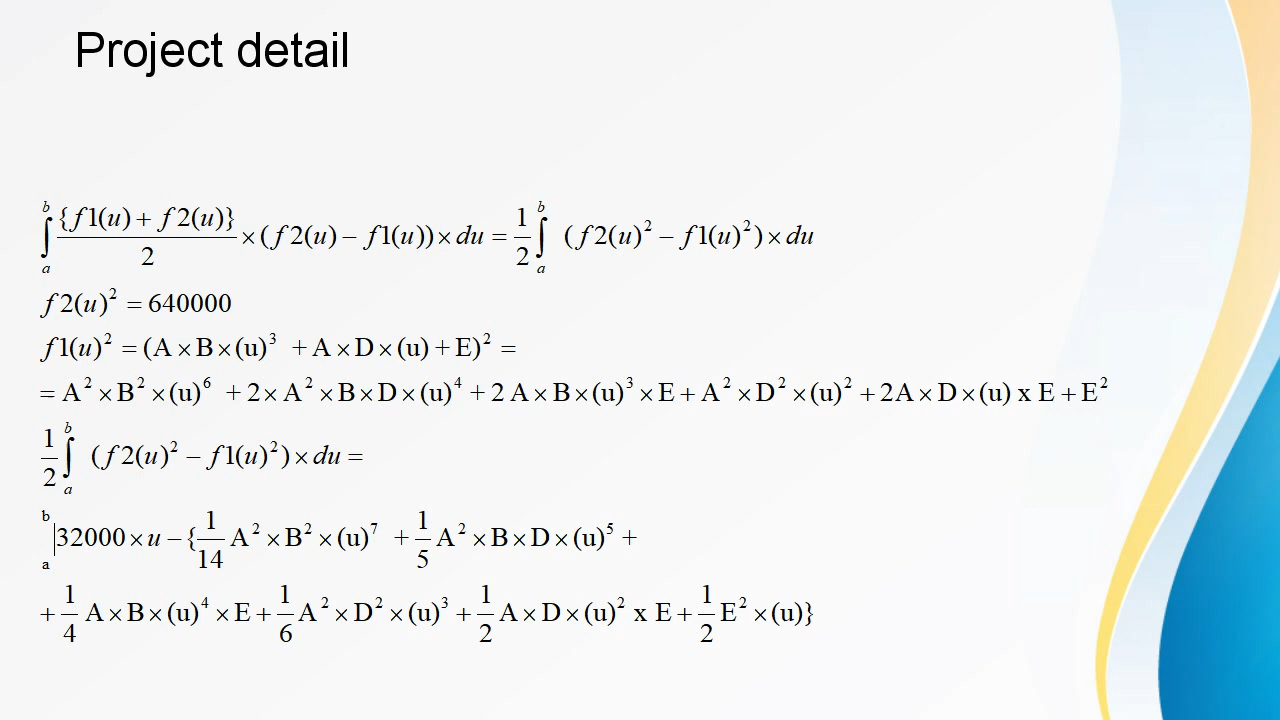 Project detail
∫_a^b {f1(u) + f2(u)}/2 × (f2(u) − f1(u)) × du = 1/2 ∫_a^b (f2(u)² − f1(u)²) × du
f2(u)² = 640000
f1(u)² = (A × B × (u)³ + A × D × (u) + E)² =
= A² × B² × (u)⁶ + 2 × A² × B × D × (u)⁴ + 2 A × B × (u)³ × E + A² × D² × (u)² + 2A × D × (u) x E + E²
1/2 ∫_a^b (f2(u)² − f1(u)²) × du =
b
a |32000 × u − {1/14 A² × B² × (u)⁷ + 1/5 A² × B × D × (u)⁵ +
+ 1/4 A × B × (u)⁴ × E + 1/6 A² × D² × (u)³ + 1/2 A × D × (u)² x E + 1/2 E² × (u)}